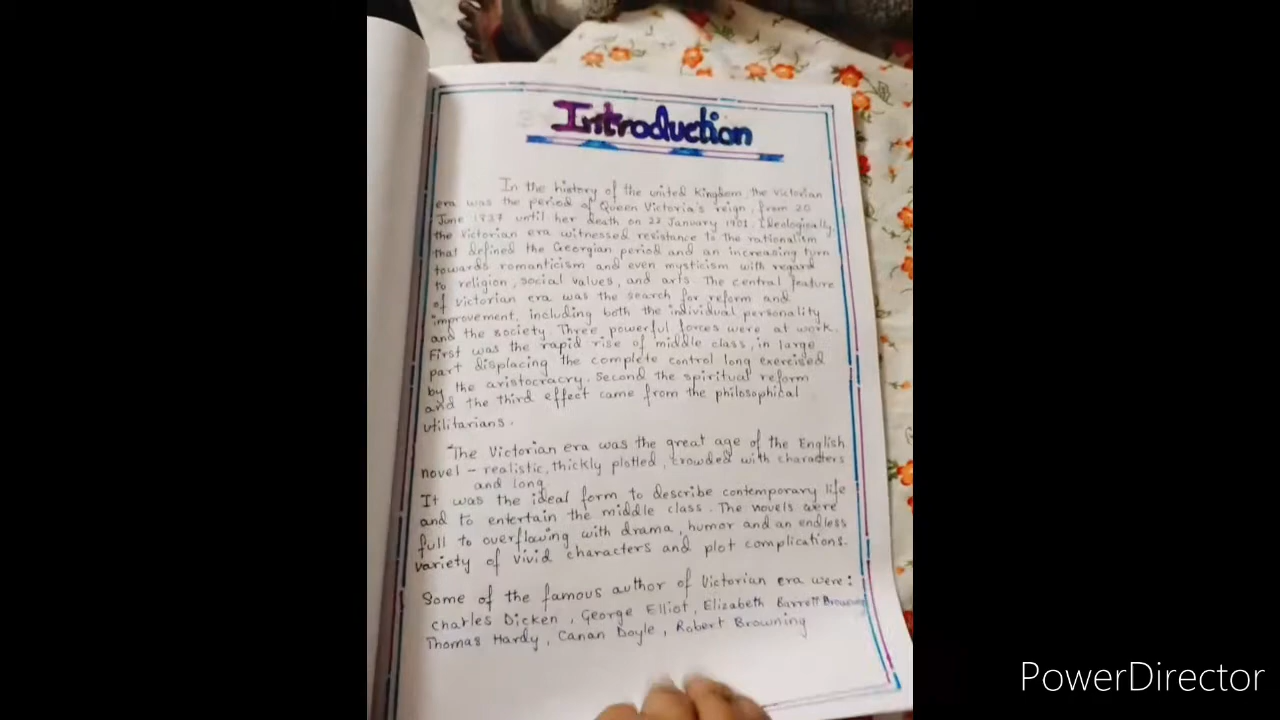 Introduction
In the history of the united kingdom, the Victorian
era was the period of Queen Victoria's reign, from 20
June 1837 until her death on 22 January 1901. Ideologically,
the Victorian era witnessed resistance to the rationalism
that defined the Georgian period and an increasing turn
towards romanticism and even mysticism with regard
to religion, social values, and arts. The central feature
of victorian era was the search for reform and
improvement, including both the individual personality
and the society. Three powerful forces were at work.
First was the rapid rise of middle class, in large
part displacing the complete control long exercised
by the aristocracy. Second the spiritual reform
and the third effect came from the philosophical
utilitarians.
The Victorian era was the great age of the English
novel - realistic, thickly plotted, crowded with characters
and long
It was the ideal form to describe contemporary life
and to entertain the middle class. The novels were
full to overflowing with drama, humor and an endless
variety of vivid characters and plot complications.
Some of the famous author of Victorian era were:
Charles Dicken, George Elliot, Elizabeth Barrett Browning
Thomas Hardy, Canan Doyle, Robert Browning
PowerDirector